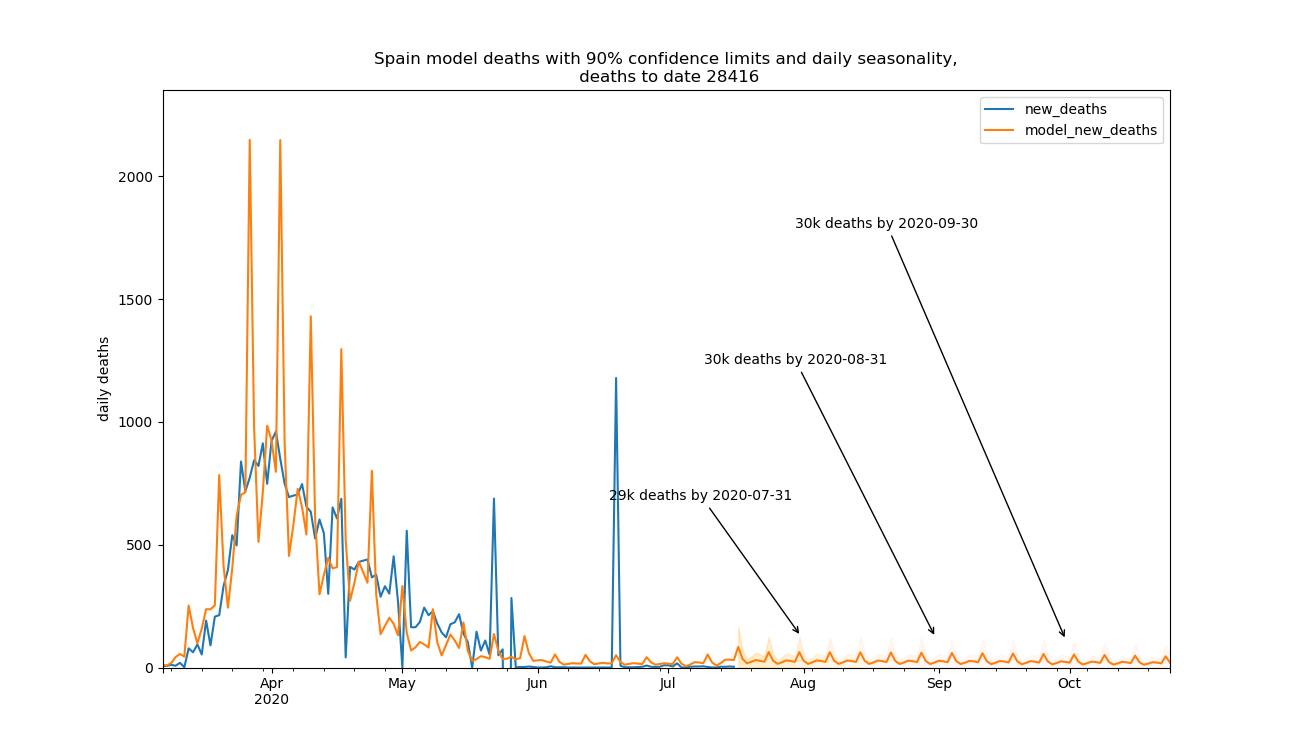 Spain model deaths with 90% confidence limits and daily seasonality,
deaths to date 28416
new_deaths
model_new_deaths
daily deaths
2000
1500
1000
500
0
30k deaths by 2020-09-30
30k deaths by 2020-08-31
29k deaths by 2020-07-31
Apr
2020
May
Jun
Jul
Aug
Sep
Oct